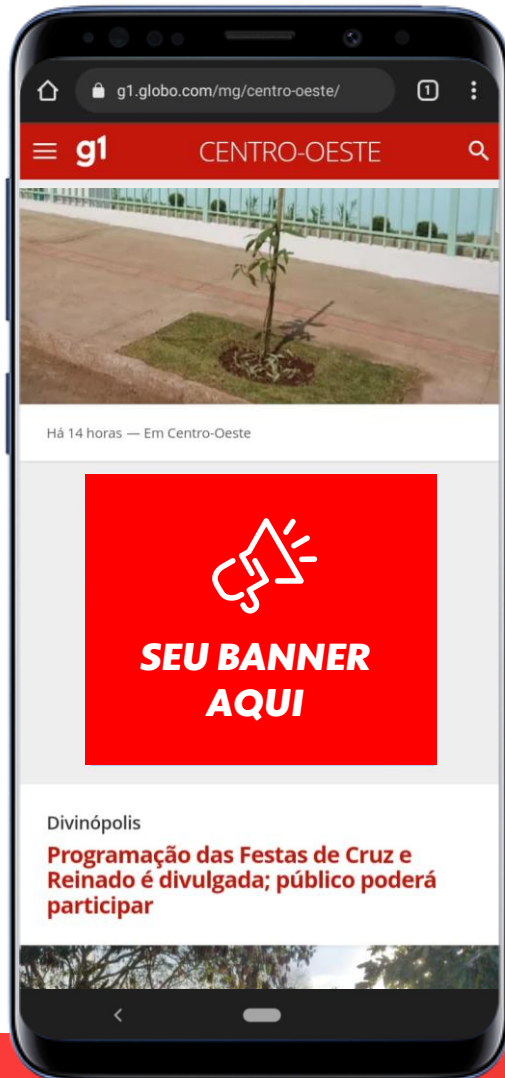 g1.globo.com/mg/centro-oeste/
1
g1
CENTRO-OESTE
Há 14 horas — Em Centro-Oeste
SEU BANNER
AQUI
Divinópolis
Programação das Festas de Cruz e
Reinado é divulgada; público poderá
participar